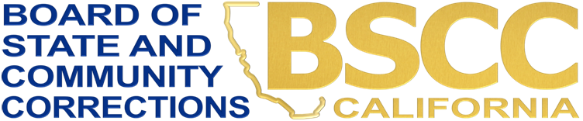 BOARD OF
STATE AND
COMMUNITY
CORRECTIONS
BSCC
CALIFORNIA